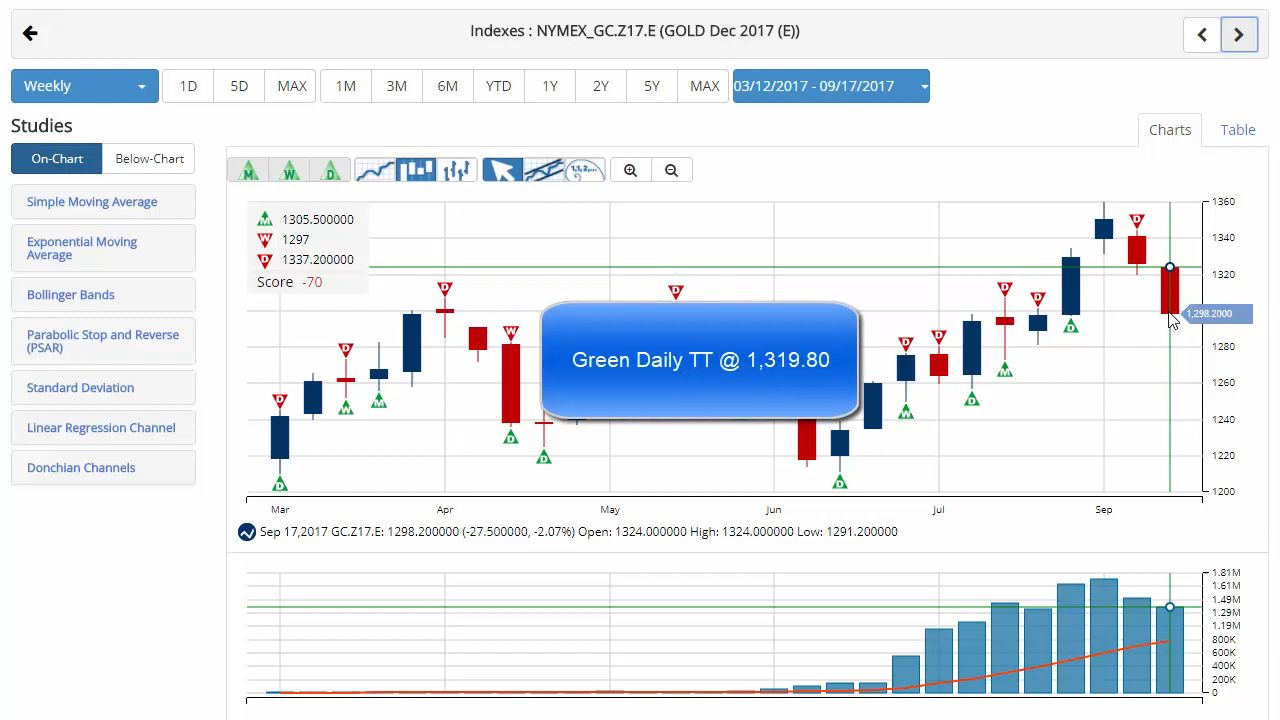 Indexes : NYMEX_GC.Z17.E (GOLD Dec 2017 (E))
Weekly 1D 5D MAX 1M 3M 6M YTD 1Y 2Y 5Y MAX 03/12/2017 - 09/17/2017
Studies
Charts Table
On-Chart Below-Chart
M W D
Simple Moving Average
Exponential Moving
Average
Bollinger Bands
Parabolic Stop and Reverse
(PSAR)
Standard Deviation
Linear Regression Channel
Donchian Channels
M 1305.500000
W 1297
D 1337.200000
Score -70
Green Daily TT @ 1,319.80
1360
1340
1320
1,298.2000
1280
1260
1240
1220
1200
Mar Apr May Jun Jul Sep
Sep 17,2017 GC.Z17.E: 1298.200000 (-27.500000, -2.07%) Open: 1324.000000 High: 1324.000000 Low: 1291.200000
1.81M
1.61M
1.49M
1.29M
1.19M
800K
600K
400K
200K
0